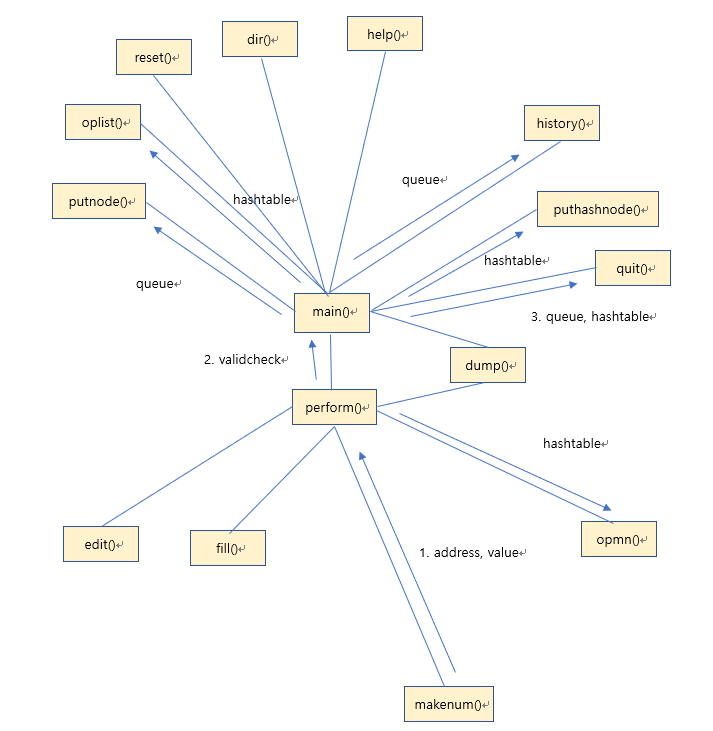 help()↵
dir()↵
reset()↵
oplist()↵
history()↵
queue↵
putnode()↵
hashtable↵
puthashnode()↵
hashtable↵
quit()↵
queue↵
main()↵
3. queue, hashtable↵
2. validcheck↵
dump()↵
perform()↵
hashtable↵
edit()↵
fill()↵
opmn()↵
1. address, value↵
makenum()↵